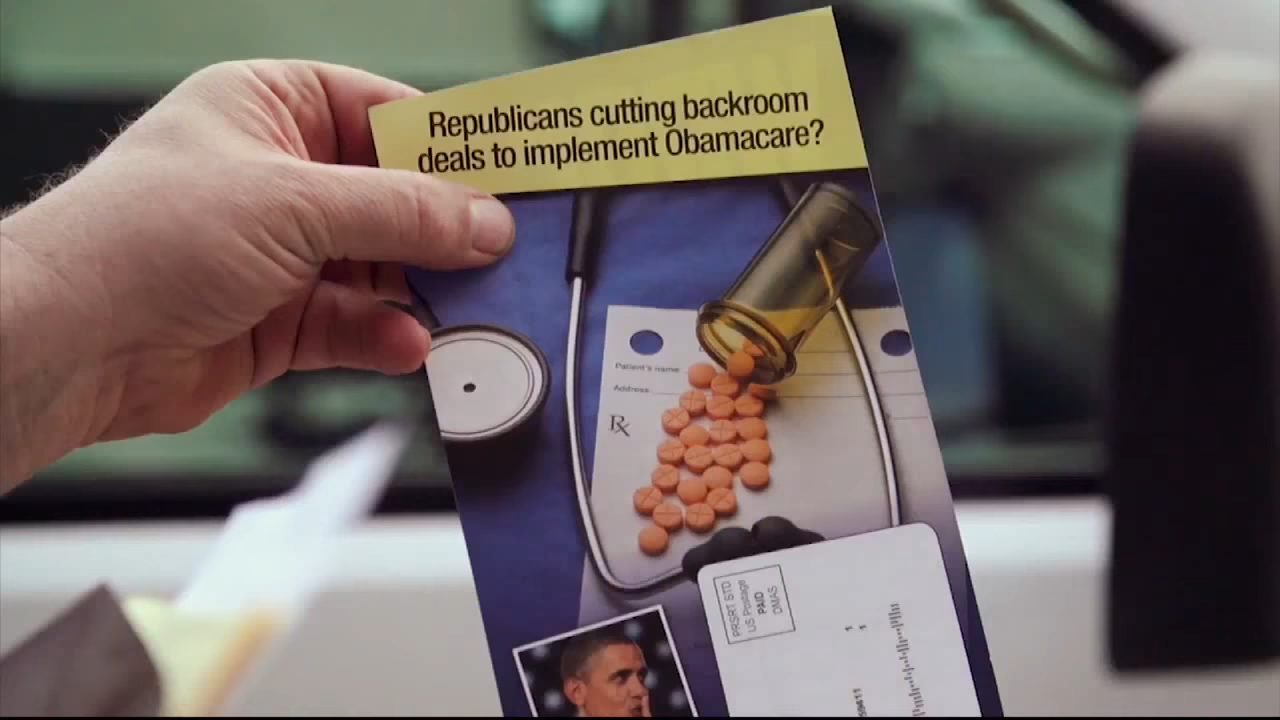 Republicans cutting backroom
deals to implement Obamacare?
Patient's name:
Address
Rx
PRSRT STD
US Postage
PAID
DMAS